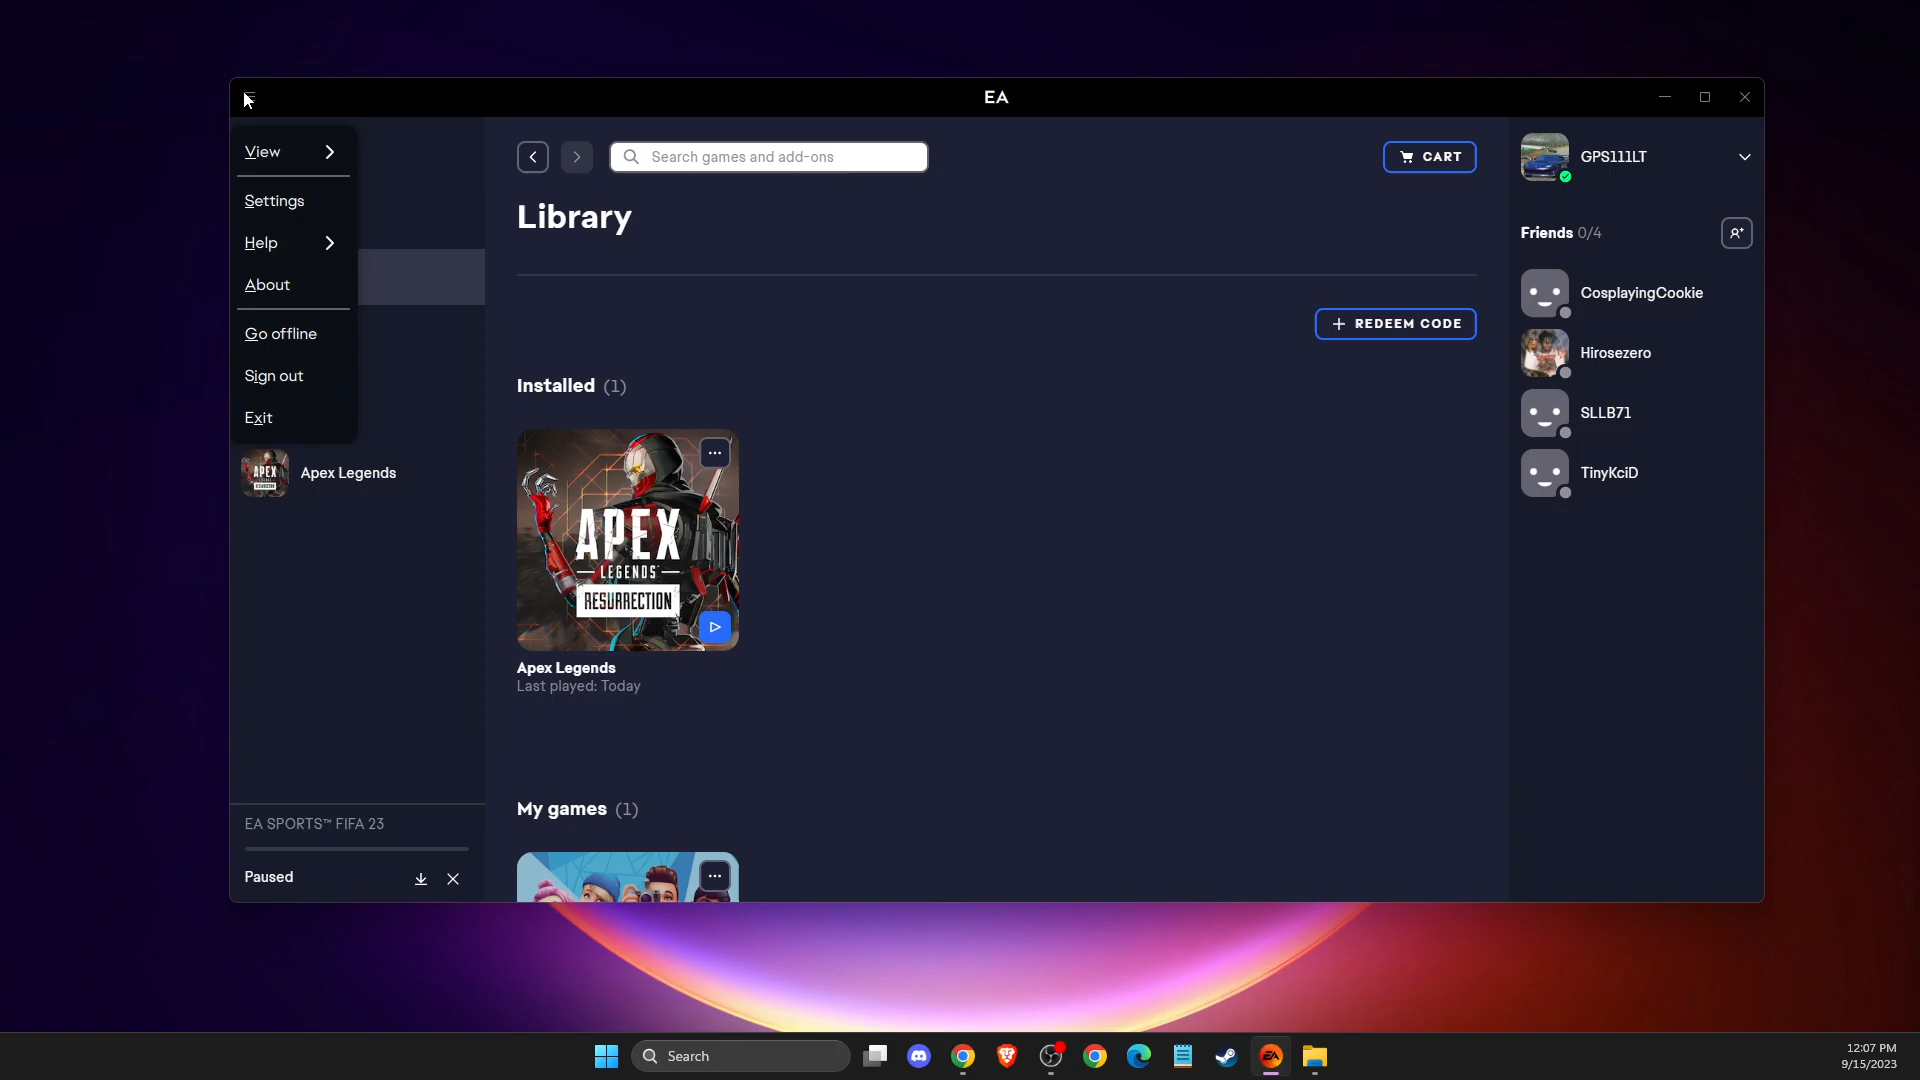 EA
View
Settings
Help
About
Go offline
Sign out
Exit
Apex Legends
EA SPORTS™ FIFA 23
Paused
Search games and add-ons
CART
Library
REDEEM CODE
Installed (1)
APEX
LEGENDS
RESURRECTION
Apex Legends
Last played: Today
My games (1)
GPS111LT
Friends 0/4
CosplayingCookie
Hirosezero
SLLB71
TinyKciD
Search
12:07 PM
9/15/2023